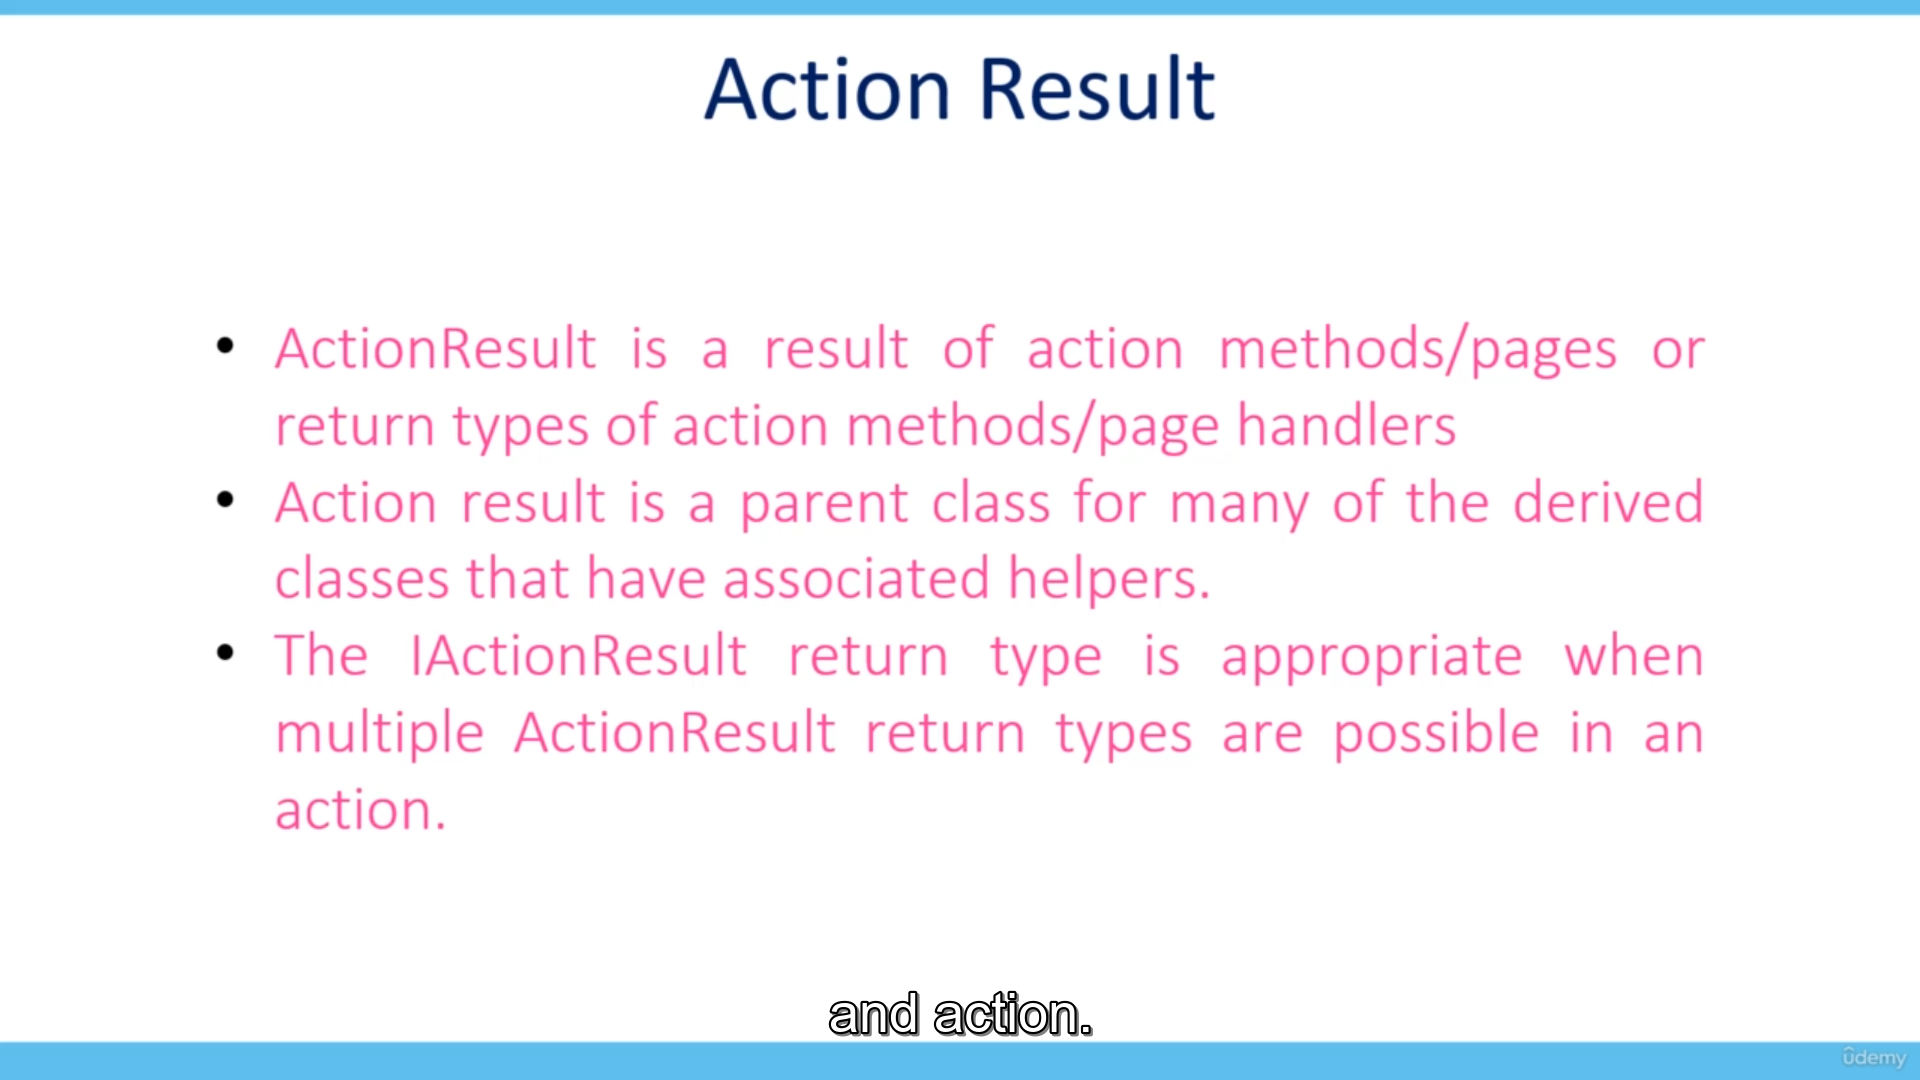 Action Result
• ActionResult is a result of action methods/pages or
return types of action methods/page handlers
• Action result is a parent class for many of the derived
classes that have associated helpers.
• The IActionResult return type is appropriate when
multiple ActionResult return types are possible in an
action.
and action.
ûdemy